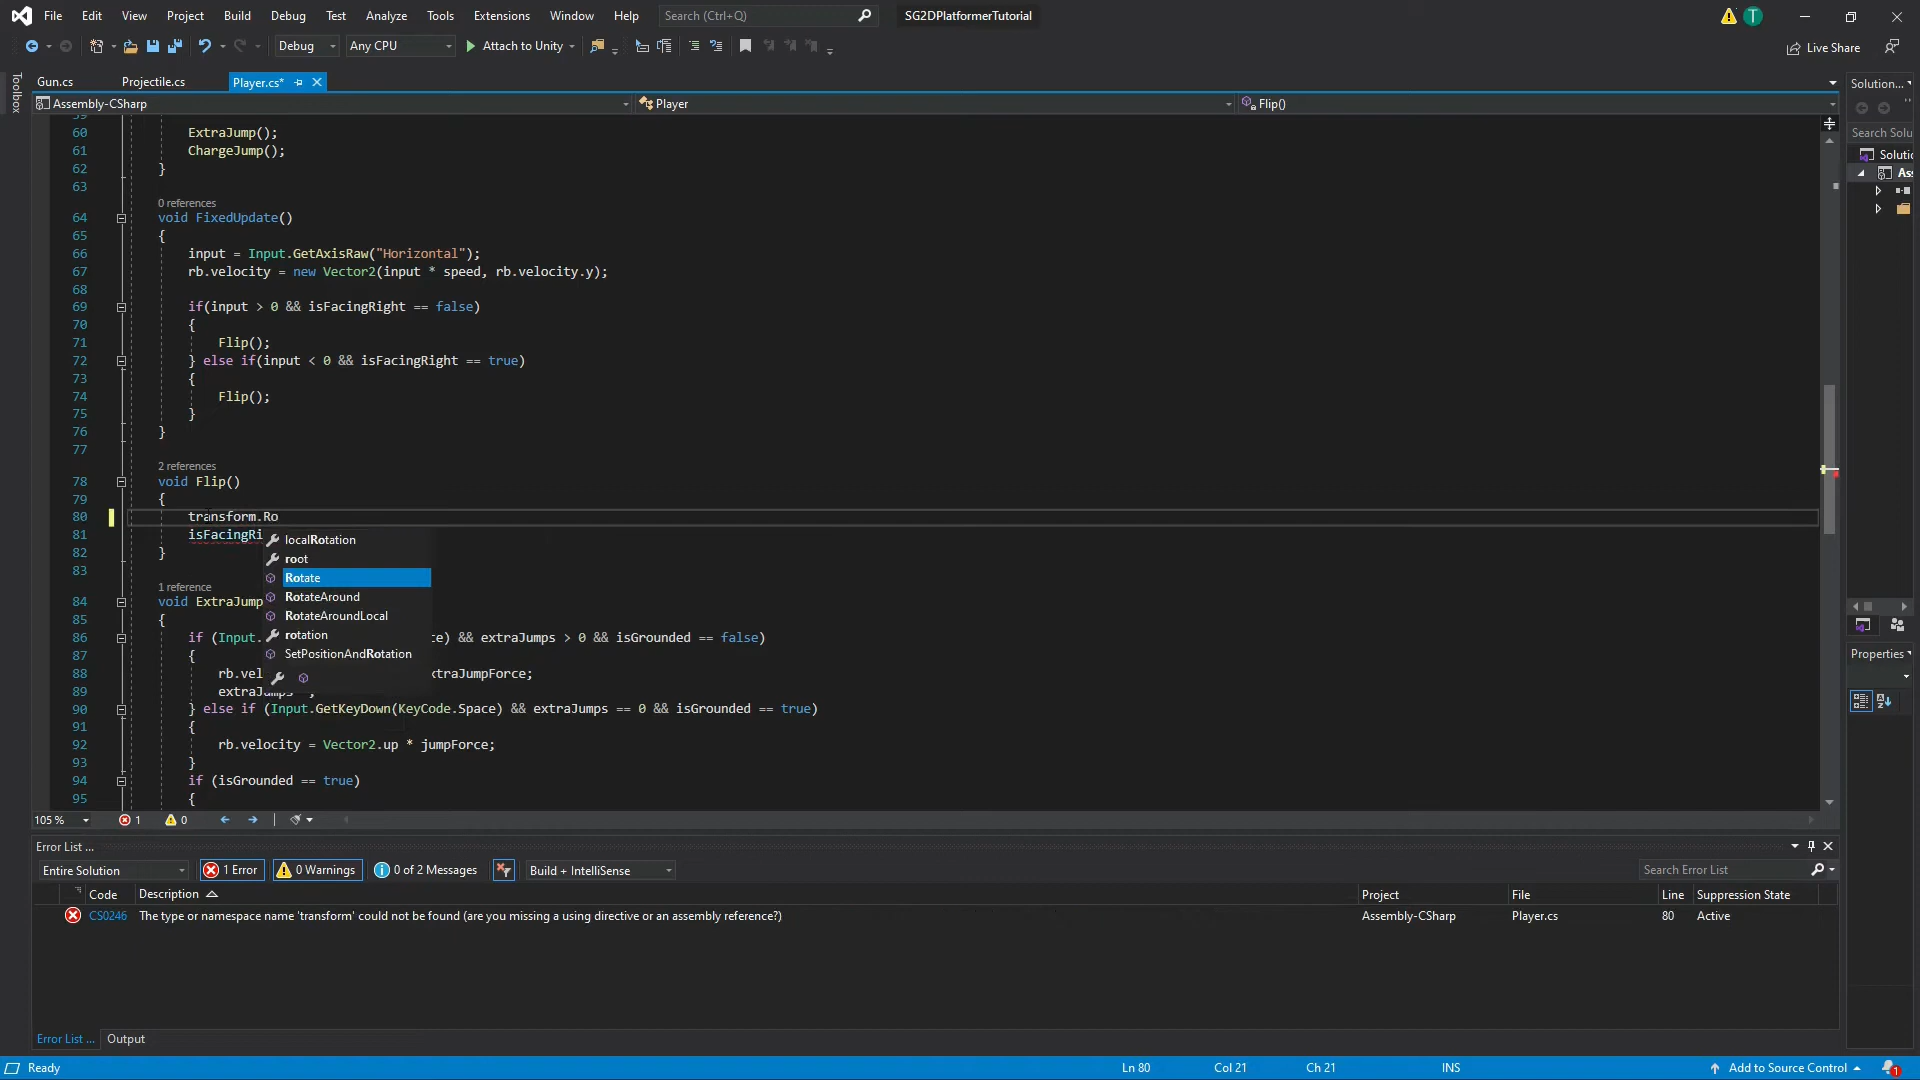 File Edit View Project Build Debug Test Analyze Tools Extensions Window Help Search (Ctrl+Q) SG2DPlatformerTutorial T
Debug Any CPU Attach to Unity Live Share
Toolbox
Gun.cs Projectile.cs Player.cs* Solution...
Assembly-CSharp Player Flip()
59
60 ExtraJump();
61 ChargeJump();
62 }
63
0 references
64 void FixedUpdate()
65 {
66 input = Input.GetAxisRaw("Horizontal");
67 rb.velocity = new Vector2(input * speed, rb.velocity.y);
68
69 if(input > 0 && isFacingRight == false)
70 {
71 Flip();
72 } else if(input < 0 && isFacingRight == true)
73 {
74 Flip();
75 }
76 }
77
2 references
78 void Flip()
79 {
80 transform.Ro
81 isFacingRi
82 }
83
localRotation
root
Rotate
RotateAround
RotateAroundLocal
rotation
SetPositionAndRotation
1 reference
84 void ExtraJump
85 {
86 if (Input. e) && extraJumps > 0 && isGrounded == false)
87 {
88 rb.vel xtraJumpForce;
89 extraJumps ;
90 } else if (Input.GetKeyDown(KeyCode.Space) && extraJumps == 0 && isGrounded == true)
91 {
92 rb.velocity = Vector2.up * jumpForce;
93 }
94 if (isGrounded == true)
95 {
Search Solu
Soluti
Ass
Properties
105 % 1 0
Error List ...
Entire Solution 1 Error 0 Warnings 0 of 2 Messages Build + IntelliSense Search Error List
Code Description Project File Line Suppression State
CS0246 The type or namespace name 'transform' could not be found (are you missing a using directive or an assembly reference?) Assembly-CSharp Player.cs 80 Active
Error List ... Output
Ready Ln 80 Col 21 Ch 21 INS Add to Source Control 1